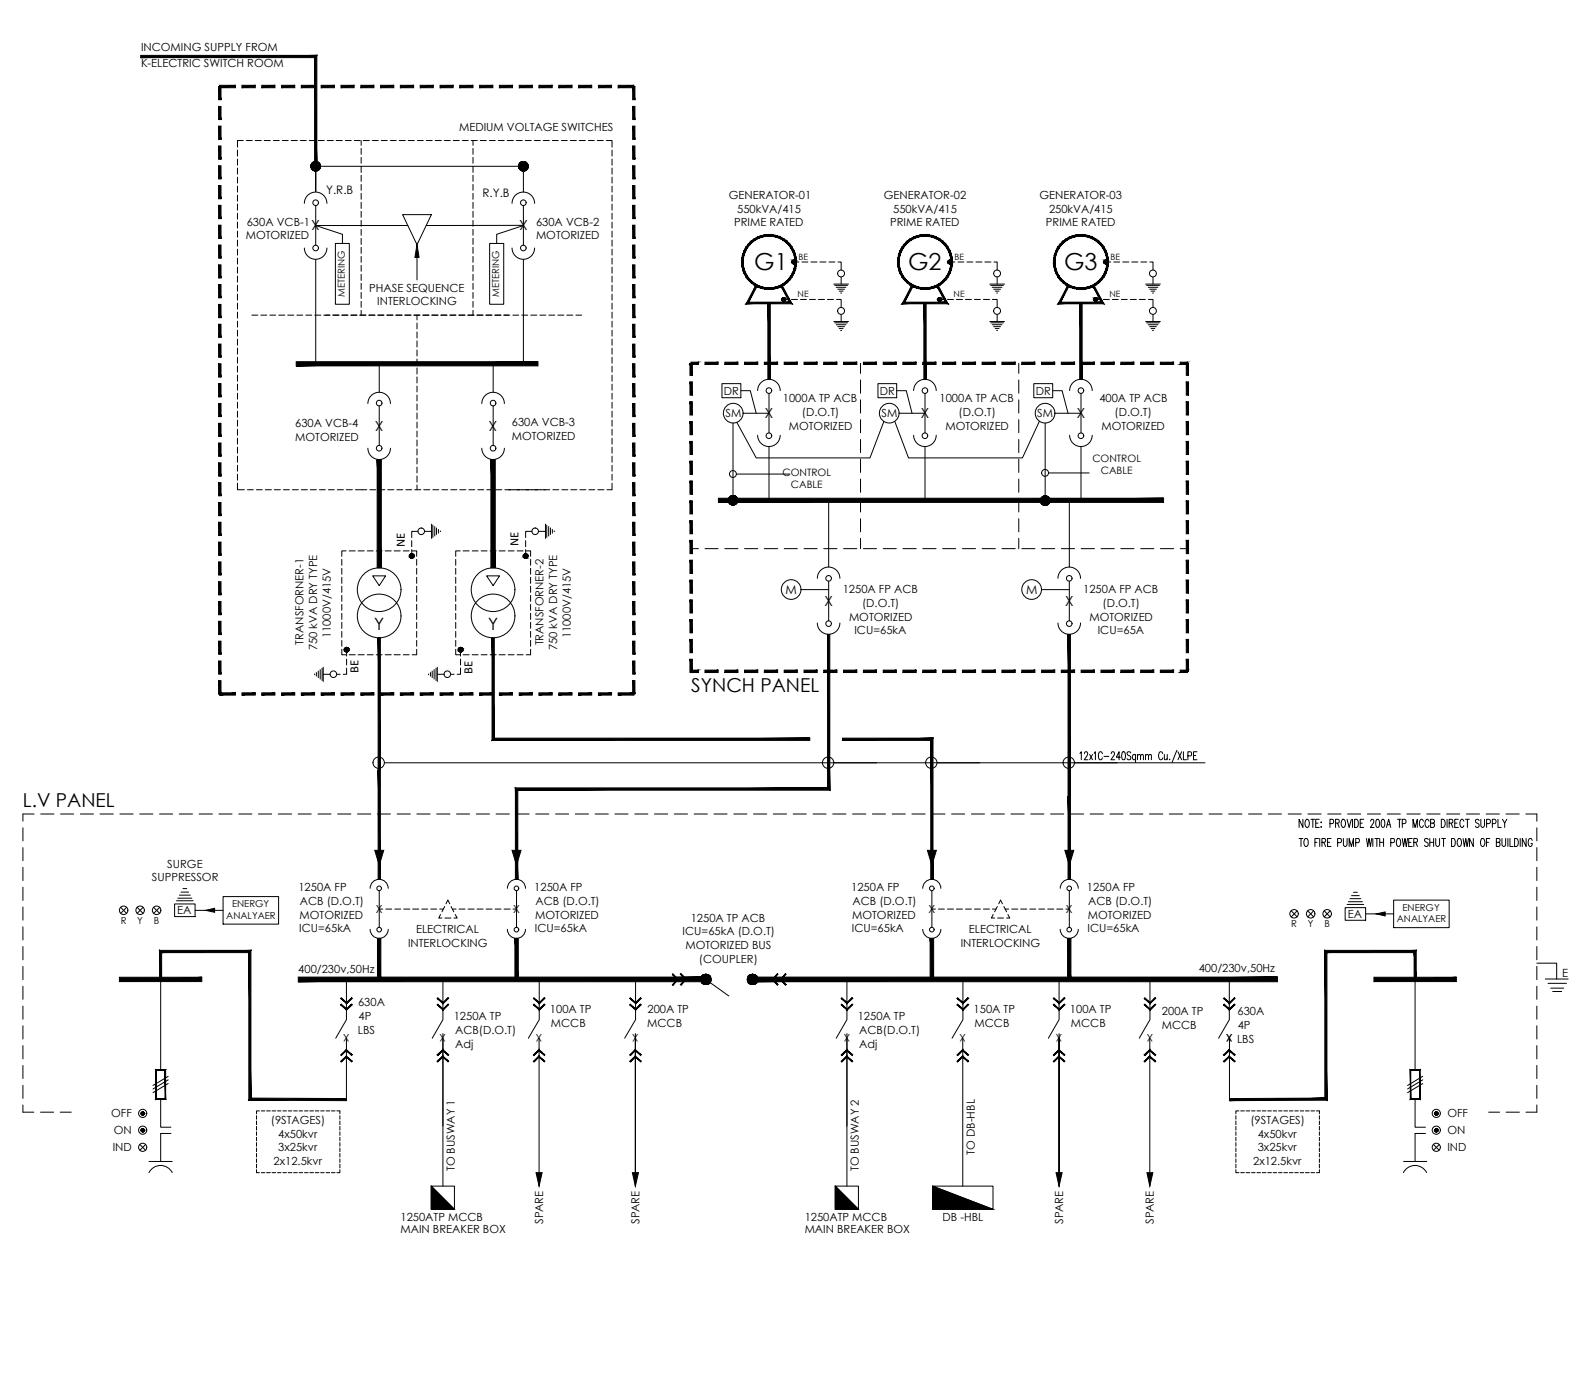 INCOMING SUPPLY FROM
K-ELECTRIC SWITCH ROOM
MEDIUM VOLTAGE SWITCHES
Y.R.B
R.Y.B
630A VCB-1
MOTORIZED
630A VCB-2
MOTORIZED
METERING
METERING
PHASE SEQUENCE
INTERLOCKING
630A VCB-4
MOTORIZED
630A VCB-3
MOTORIZED
NE
NE
TRANSFORNER-1
750 kVA DRY TYPE
11000V/415V
Y
BE
TRANSFORNER-2
750 kVA DRY TYPE
11000V/415V
Y
BE
GENERATOR-01
550kVA/415
PRIME RATED
G1
BE
NE
GENERATOR-02
550kVA/415
PRIME RATED
G2
BE
NE
GENERATOR-03
250kVA/415
PRIME RATED
G3
BE
NE
DR
SM
1000A TP ACB
(D.O.T)
MOTORIZED
DR
SM
1000A TP ACB
(D.O.T)
MOTORIZED
DR
SM
400A TP ACB
(D.O.T)
MOTORIZED
CONTROL
CABLE
CONTROL
CABLE
M
1250A FP ACB
(D.O.T)
MOTORIZED
ICU=65kA
M
1250A FP ACB
(D.O.T)
MOTORIZED
ICU=65A
SYNCH PANEL
12x1C-240Sqmm Cu./XLPE
L.V PANEL
NOTE: PROVIDE 200A TP MCCB DIRECT SUPPLY
TO FIRE PUMP WITH POWER SHUT DOWN OF BUILDING
SURGE
SUPPRESSOR
R Y B
EA
ENERGY
ANALYAER
1250A FP
ACB (D.O.T)
MOTORIZED
ICU=65kA
ELECTRICAL
INTERLOCKING
1250A FP
ACB (D.O.T)
MOTORIZED
ICU=65kA
1250A TP ACB
ICU=65kA (D.O.T)
MOTORIZED BUS
(COUPLER)
1250A FP
ACB (D.O.T)
MOTORIZED
ICU=65kA
ELECTRICAL
INTERLOCKING
1250A FP
ACB (D.O.T)
MOTORIZED
ICU=65kA
R Y B
EA
ENERGY
ANALYAER
400/230v,50Hz
400/230v,50Hz
E
630A
4P
LBS
1250A TP
ACB(D.O.T)
Adj
100A TP
MCCB
200A TP
MCCB
1250A TP
ACB(D.O.T)
Adj
150A TP
MCCB
100A TP
MCCB
200A TP
MCCB
630A
4P
LBS
OFF
ON
IND
(9STAGES)
4x50kvr
3x25kvr
2x12.5kvr
TO BUSWAY 1
1250ATP MCCB
MAIN BREAKER BOX
SPARE
SPARE
TO BUSWAY 2
1250ATP MCCB
MAIN BREAKER BOX
TO DB-HBL
DB -HBL
SPARE
SPARE
(9STAGES)
4x50kvr
3x25kvr
2x12.5kvr
OFF
ON
IND